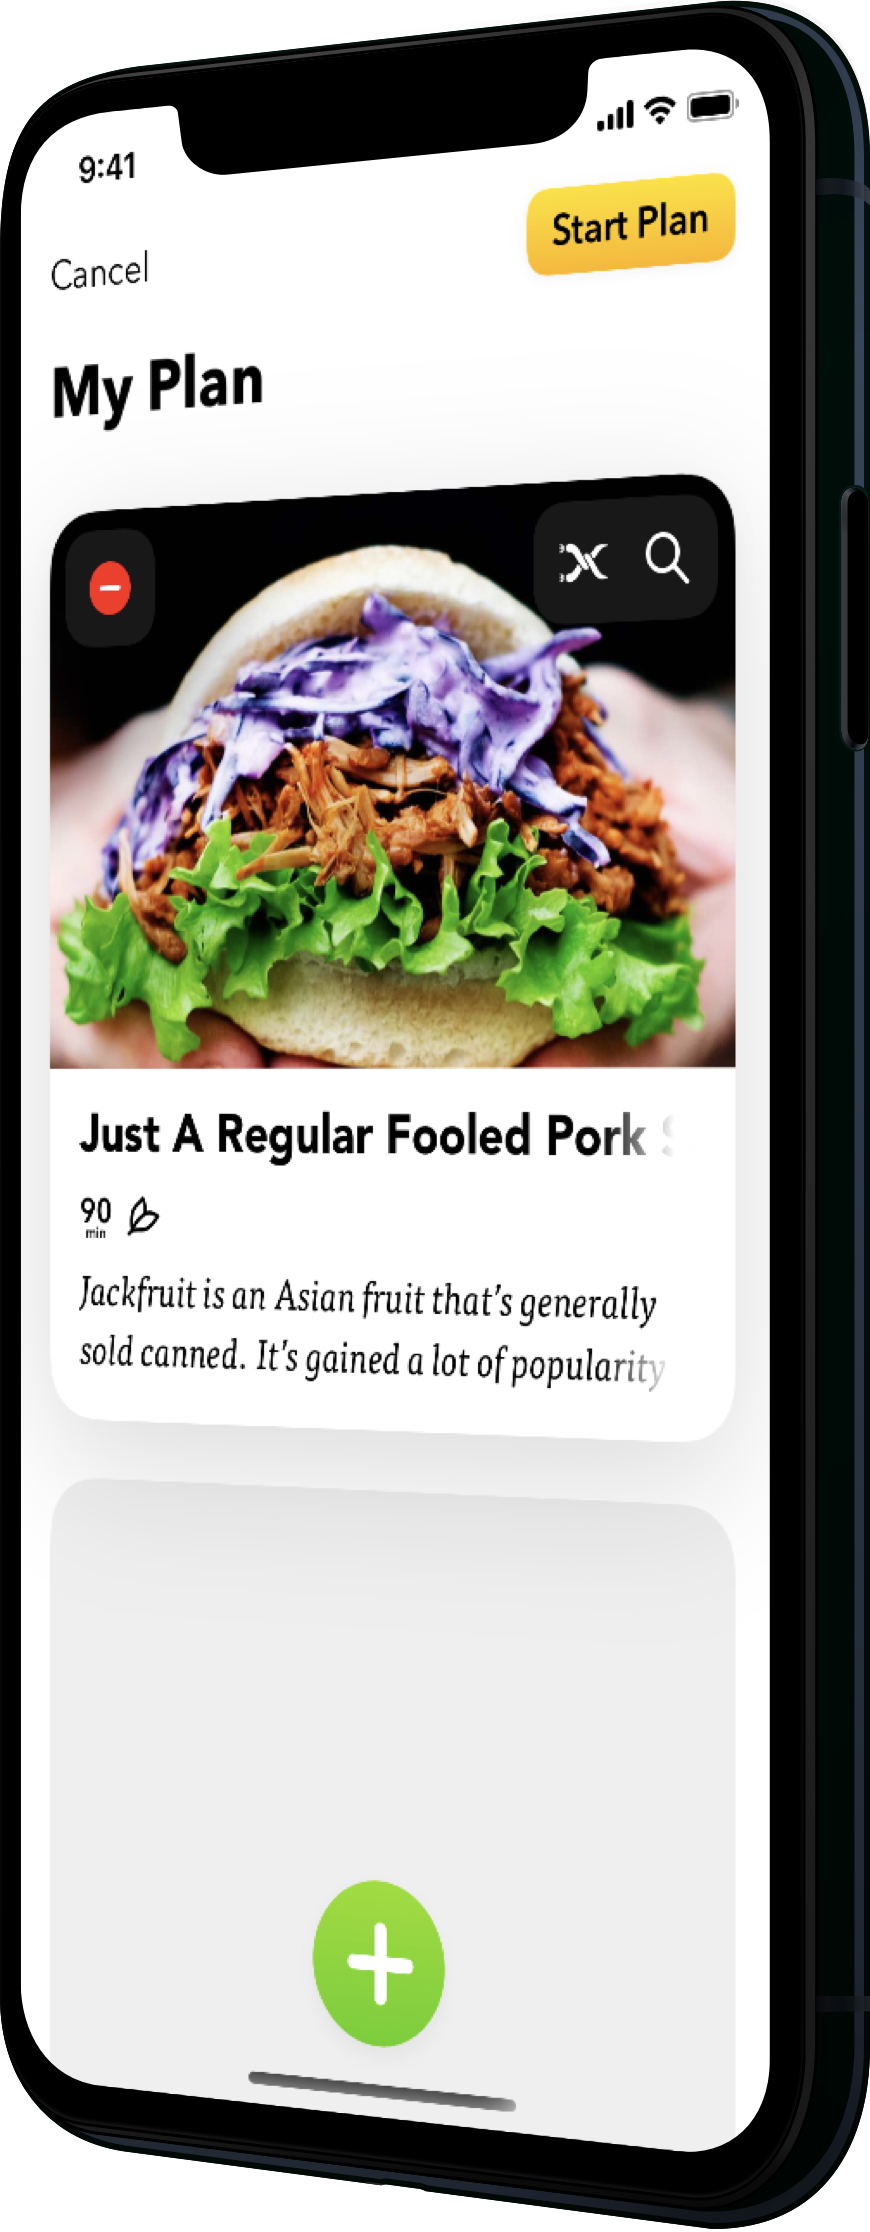 9:41
Cancel
Start Plan
My Plan
Just A Regular Fooled Pork
90
min
Jackfruit is an Asian fruit that's generally
sold canned. It's gained a lot of popularity